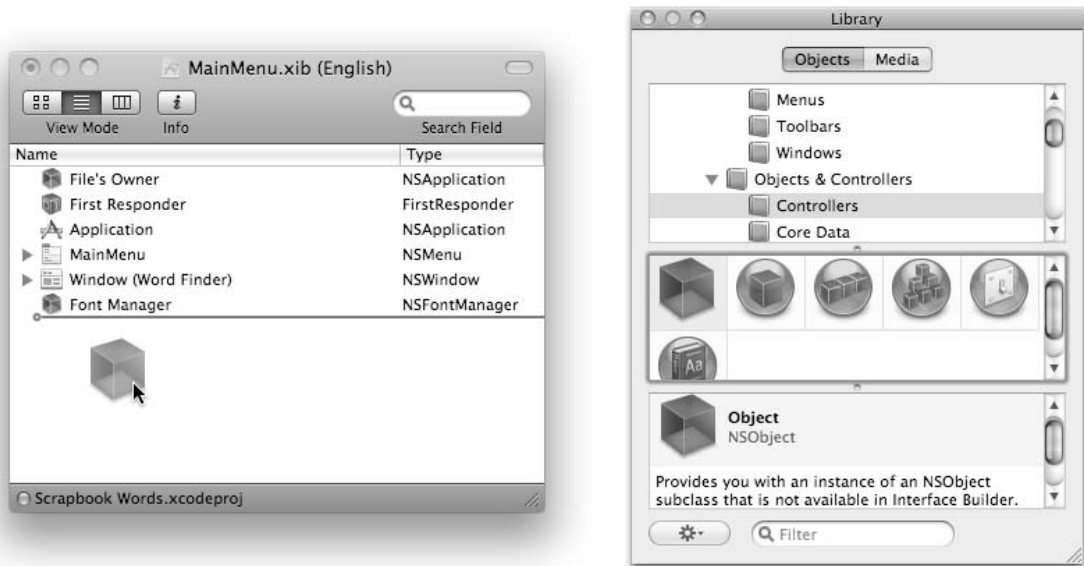 MainMenu.xib (English)
View Mode
Info
Search Field
Name Type
File's Owner NSApplication
First Responder FirstResponder
Application NSApplication
MainMenu NSMenu
Window (Word Finder) NSWindow
Font Manager NSFontManager
Scrapbook Words.xcodeproj
Library
Objects Media
Menus
Toolbars
Windows
Objects & Controllers
Controllers
Core Data
Aa
Object
NSObject
Provides you with an instance of an NSObject
subclass that is not available in Interface Builder.
Filter